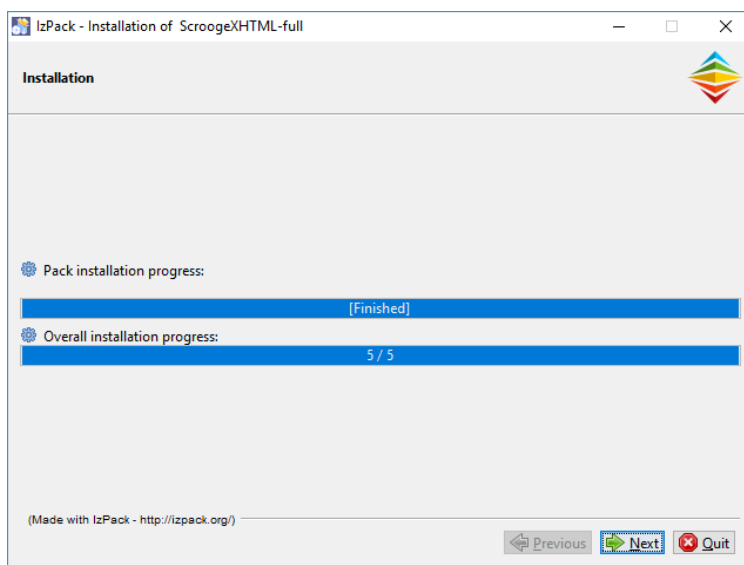 IzPack - Installation of ScroogeXHTML-full
Installation
Pack installation progress:
[Finished]
Overall installation progress:
5 / 5
(Made with IzPack - http://izpack.org/)
Previous Next Quit